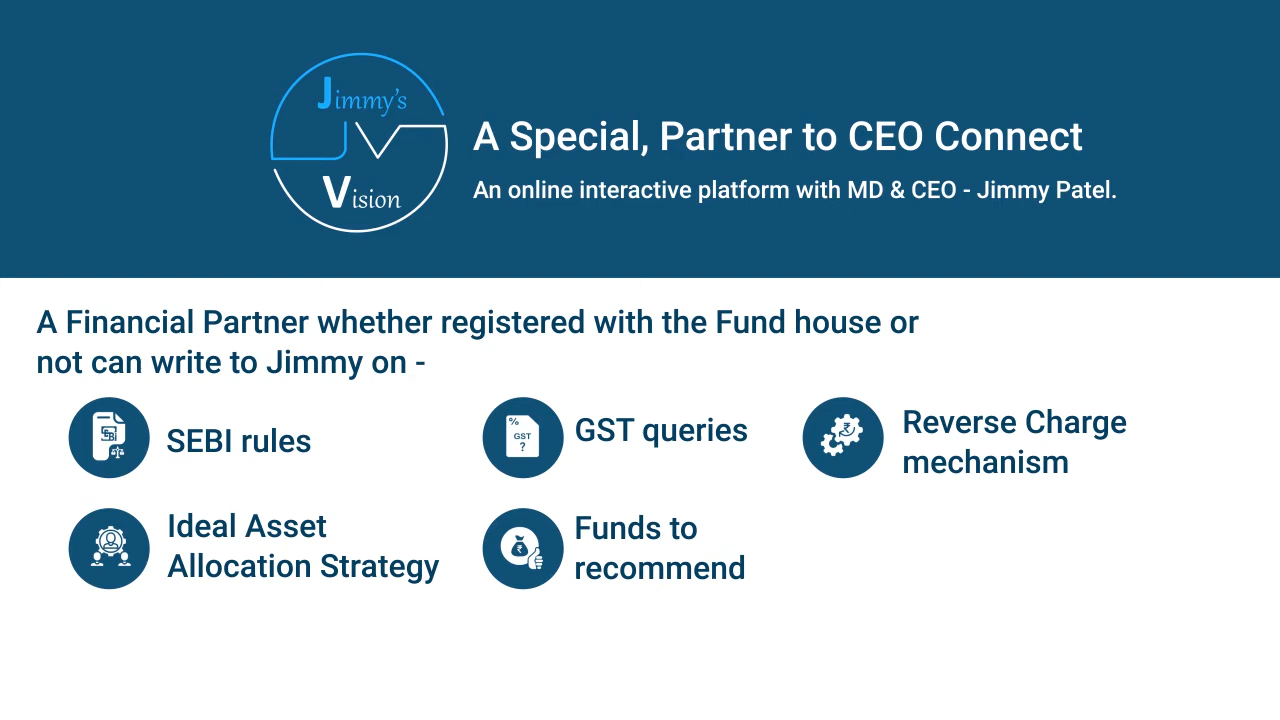 Jimmy's
Vision
A Special, Partner to CEO Connect
An online interactive platform with MD & CEO - Jimmy Patel.
A Financial Partner whether registered with the Fund house or
not can write to Jimmy on -
SEBI
SEBI rules
%
GST
?
GST queries
₹
Reverse Charge
mechanism
Ideal Asset
Allocation Strategy
₹
Funds to
recommend